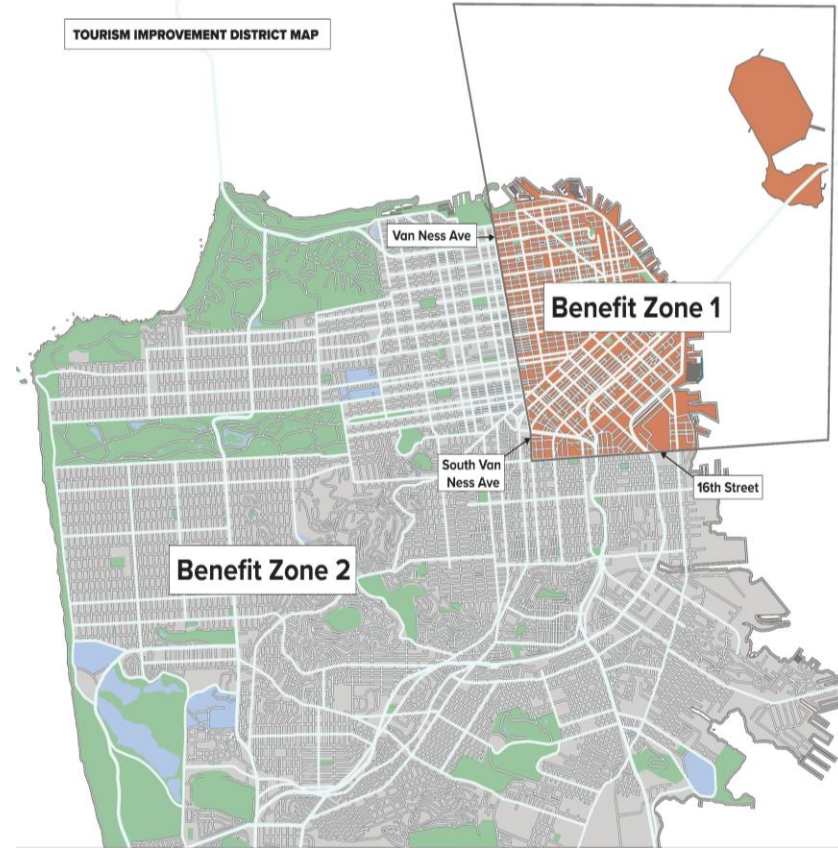 TOURISM IMPROVEMENT DISTRICT MAP
Van Ness Ave
Benefit Zone 1
South Van
Ness Ave
16th Street
Benefit Zone 2